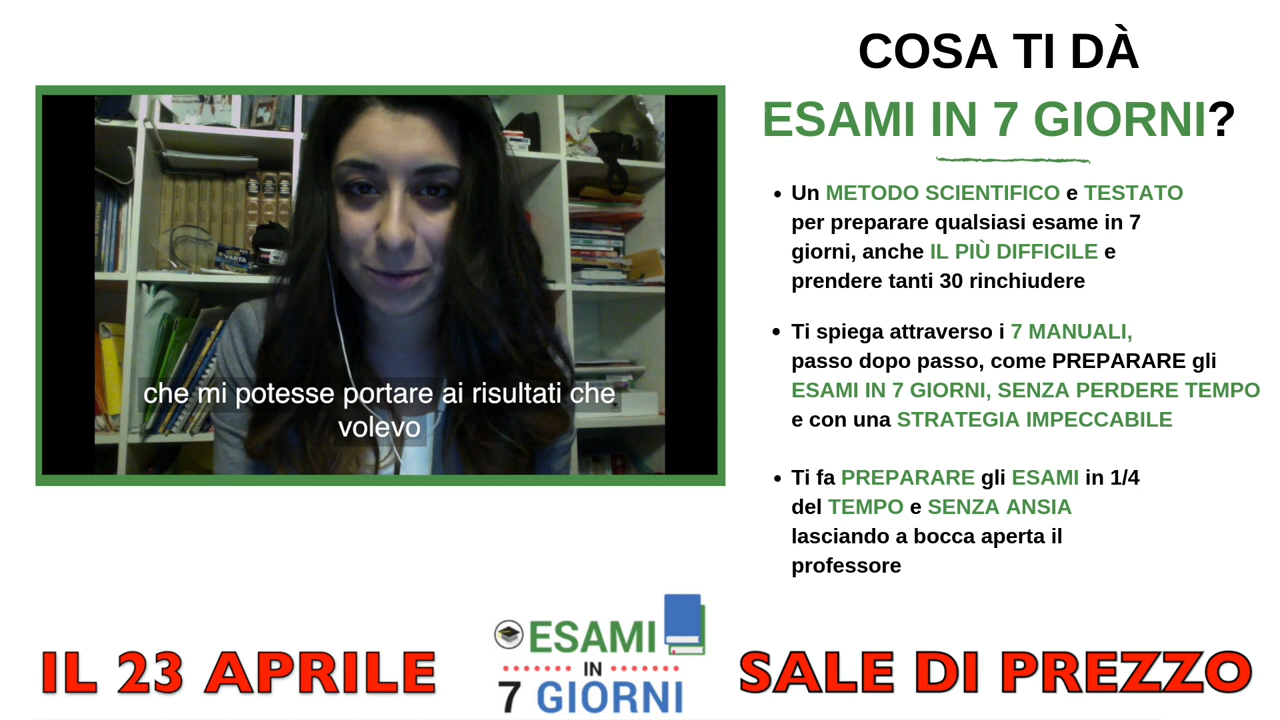 COSA TI DÀ
ESAMI IN 7 GIORNI?
che mi potesse portare ai risultati che
volevo
VARTA
• Un METODO SCIENTIFICO e TESTATO
per preparare qualsiasi esame in 7
giorni, anche IL PIÙ DIFFICILE e
prendere tanti 30 rinchiudere
• Ti spiega attraverso i 7 MANUALI,
passo dopo passo, come PREPARARE gli
ESAMI IN 7 GIORNI, SENZA PERDERE TEMPO
e con una STRATEGIA IMPECCABILE
• Ti fa PREPARARE gli ESAMI in 1/4
del TEMPO e SENZA ANSIA
lasciando a bocca aperta il
professore
IL 23 APRILE
ESAMI
IN
7 GIORNI
SALE DI PREZZO